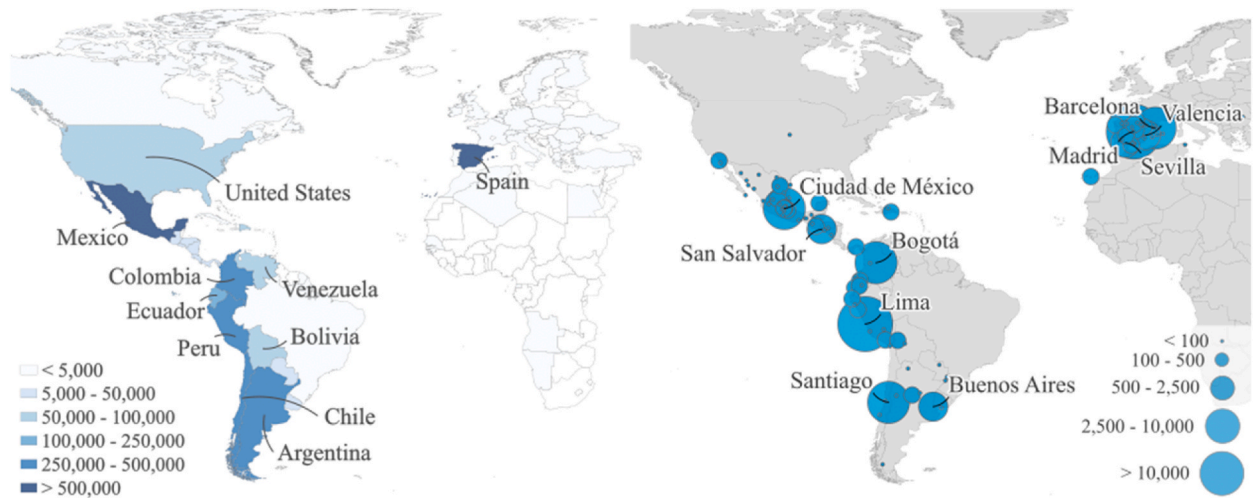 United States
Spain
Mexico
Colombia
Venezuela
Ecuador
Bolivia
Peru
Chile
Argentina
< 5,000
5,000 - 50,000
50,000 - 100,000
100,000 - 250,000
250,000 - 500,000
> 500,000
Barcelona
Valencia
Madrid
Sevilla
Ciudad de México
San Salvador
Bogotá
Lima
Santiago
Buenos Aires
< 100
100 - 500
500 - 2,500
2,500 - 10,000
> 10,000